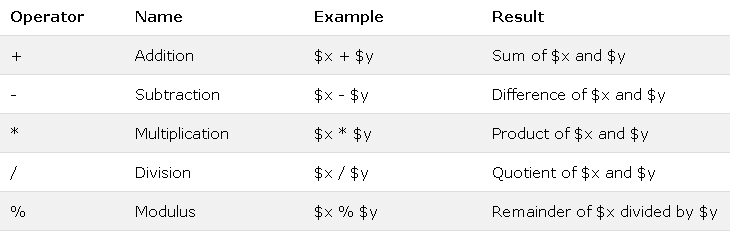 Operator Name Example Result
+ Addition $x + $y Sum of $x and $y
- Subtraction $x - $y Difference of $x and $y
* Multiplication $x * $y Product of $x and $y
/ Division $x / $y Quotient of $x and $y
% Modulus $x % $y Remainder of $x divided by $y